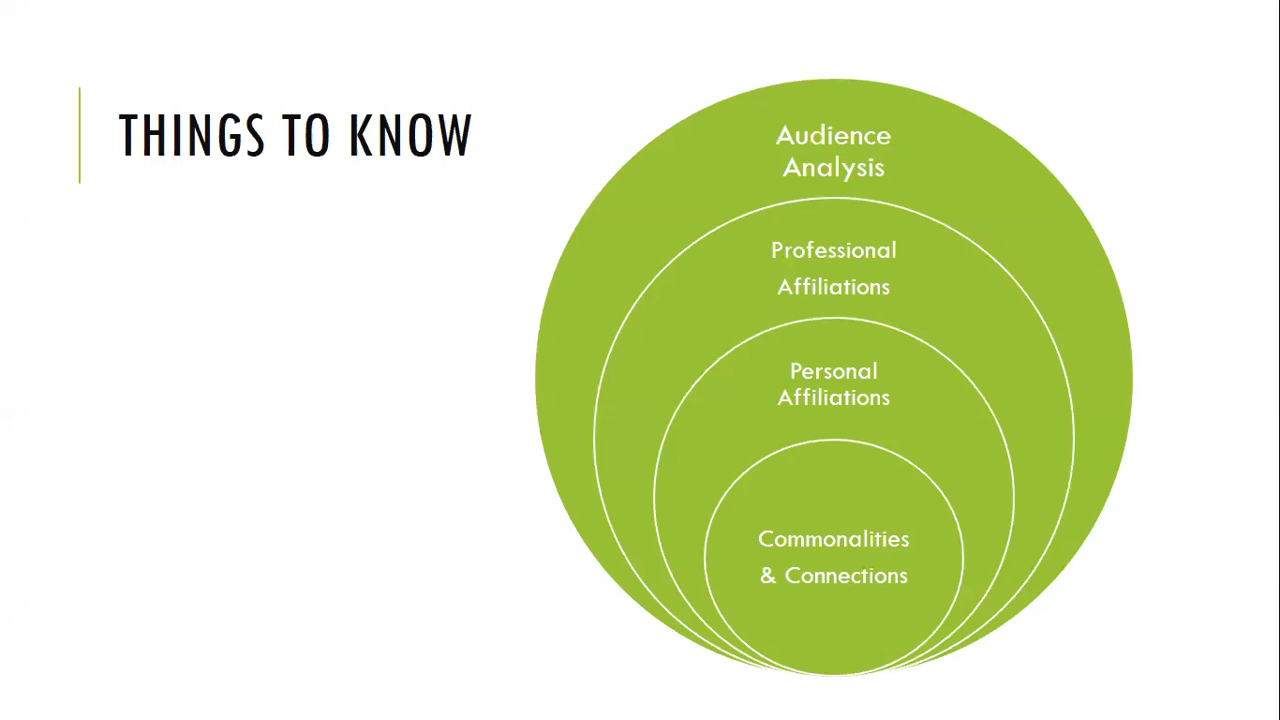 THINGS TO KNOW
Audience
Analysis
Professional
Affiliations
Personal
Affiliations
Commonalities
& Connections